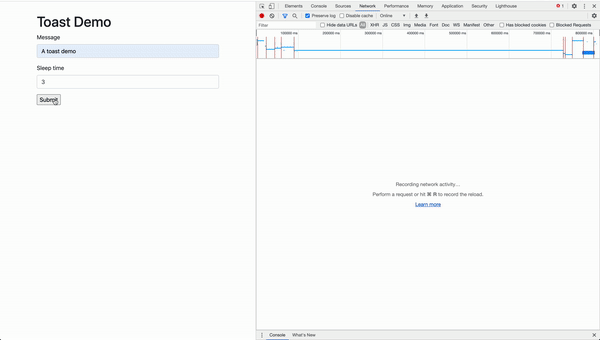 Toast Demo
Message
A toast demo
Sleep time
3
Submit
Elements Console Sources Network Performance Memory Application Security Lighthouse 1
Preserve log Disable cache Online
Filter Hide data URLs All XHR JS CSS Img Media Font Doc WS Manifest Other Has blocked cookies Blocked Requests
100000 ms 200000 ms 300000 ms 400000 ms 500000 ms 600000 ms 700000 ms 800000 ms
Recording network activity...
Perform a request or hit ⌘ R to record the reload.
Learn more
Console What's New